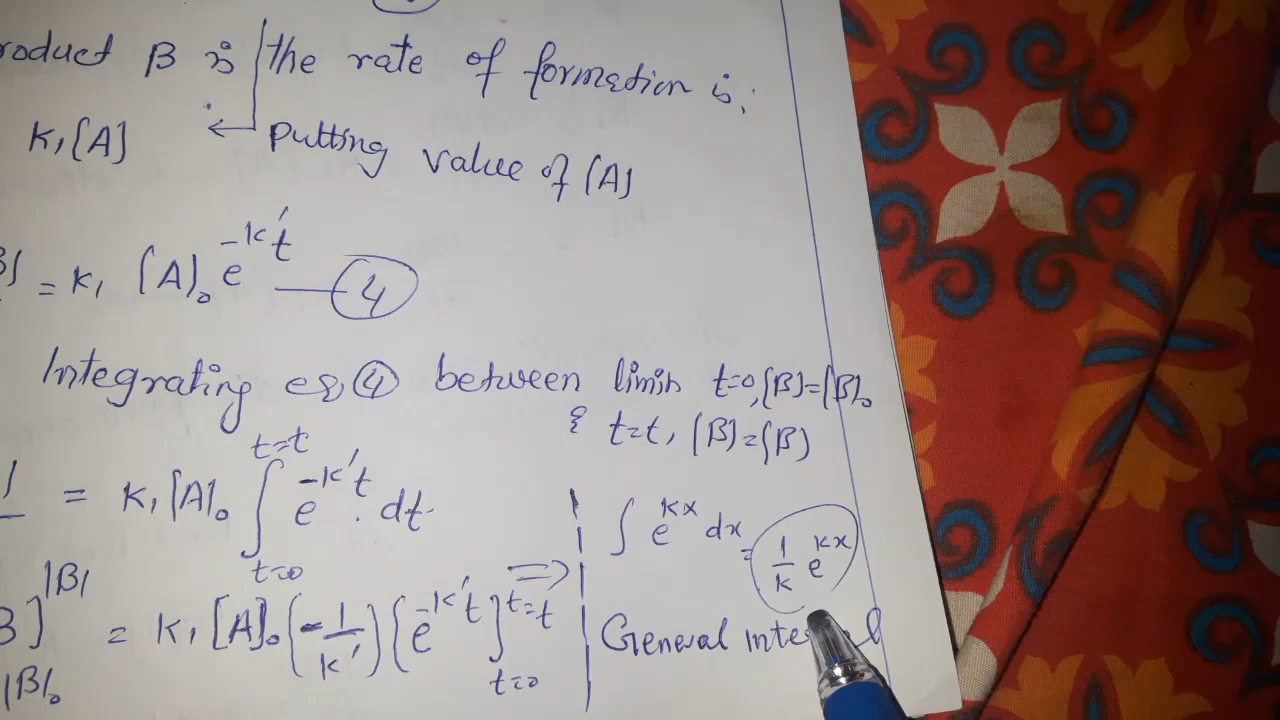 roduct B is the rate of formation is:
K₁[A] ← Putting value of [A]
= K₁ [A]₀ e^-k't — ④
Integrating eq ④ between limits t=0, [B]=[B]₀
& t=t, [B]=[B]
= K₁[A]₀ ∫ e^-k't . dt
t=t
t=0
∫ e^kx dx = 1/k e^kx
B] |B| |B|₀ = K₁[A]₀ (-1/k') [e^-k't] t=t t=0 ⇒
General inte l